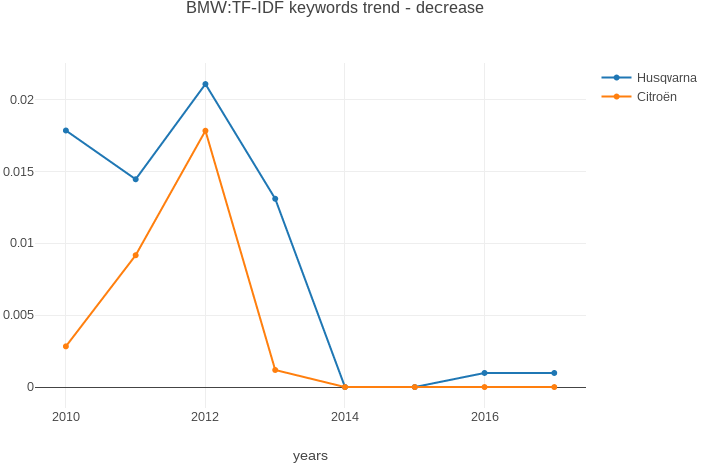 BMW:TF-IDF keywords trend - decrease
Husqvarna
Citroën
0.02
0.015
0.01
0.005
0
2010
2012
2014
2016
years